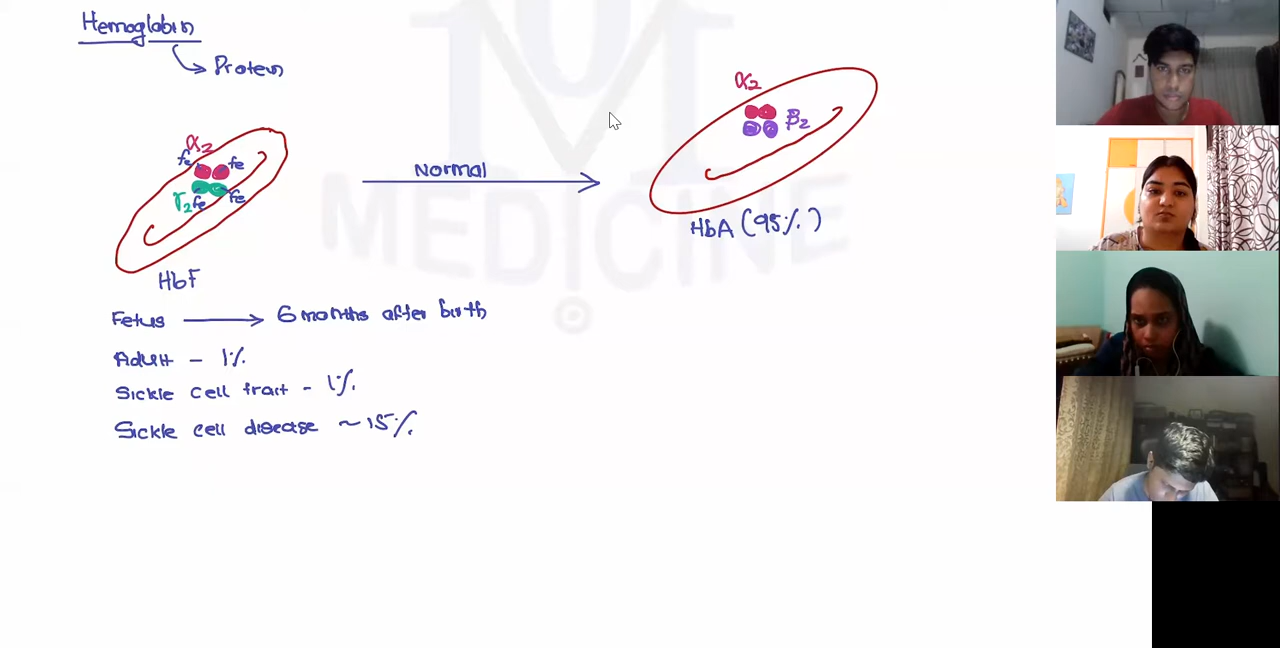 Hemoglobin
Protein
α2
fe fe
γ2 fe fe
HbF
Normal
α2
β2
HbA (95%)
Fetus → 6 months after birth
Adult - 1%
Sickle cell trait - 1%
Sickle cell disease ~15%
MEDICINE